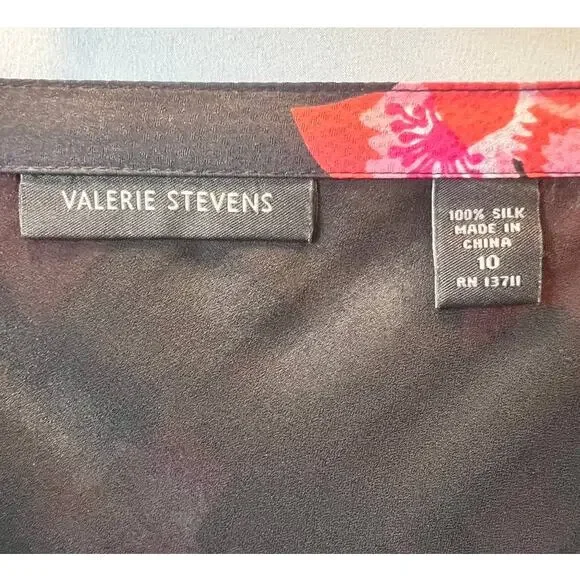 VALERIE STEVENS
100% SILK
MADE IN
CHINA
10
RN 13711